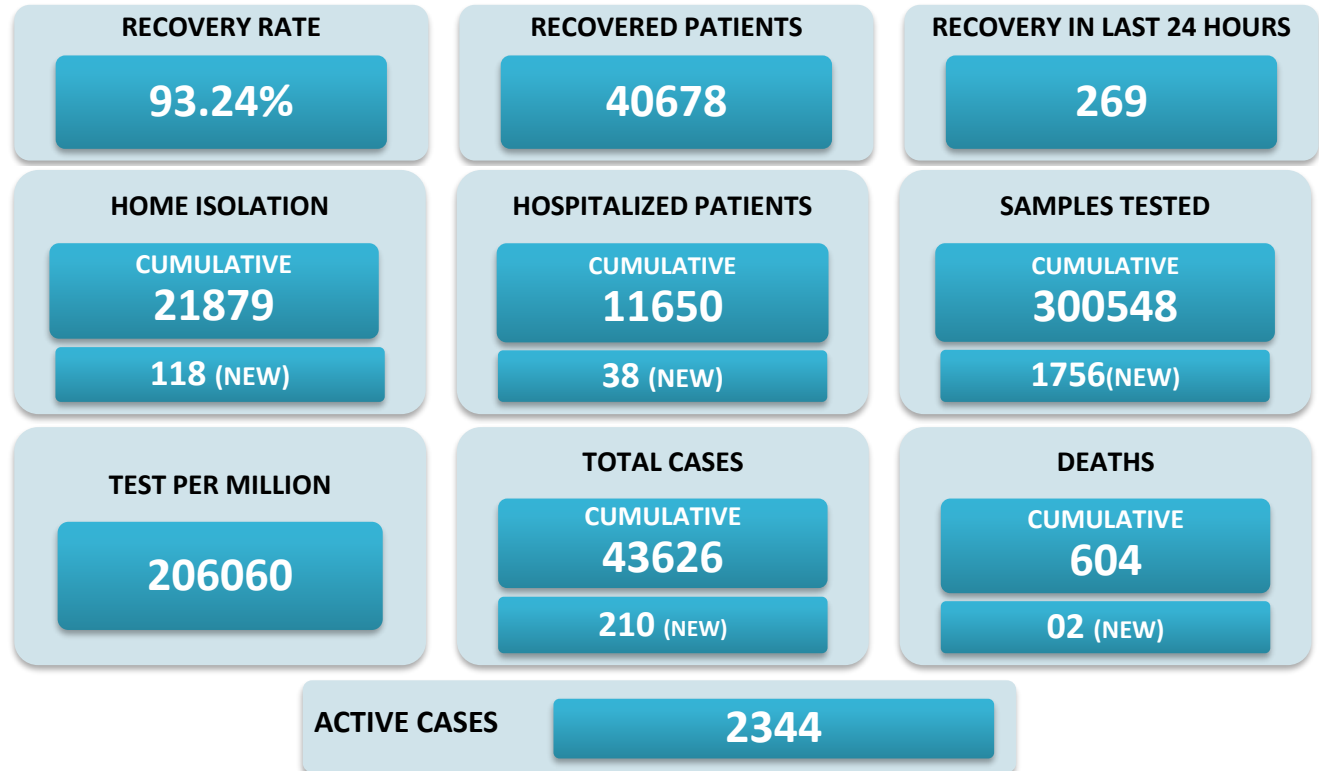 RECOVERY RATE
93.24%
RECOVERED PATIENTS
40678
RECOVERY IN LAST 24 HOURS
269
HOME ISOLATION
CUMULATIVE
21879
118 (NEW)
HOSPITALIZED PATIENTS
CUMULATIVE
11650
38 (NEW)
SAMPLES TESTED
CUMULATIVE
300548
1756(NEW)
TEST PER MILLION
206060
TOTAL CASES
CUMULATIVE
43626
210 (NEW)
DEATHS
CUMULATIVE
604
02 (NEW)
ACTIVE CASES
2344